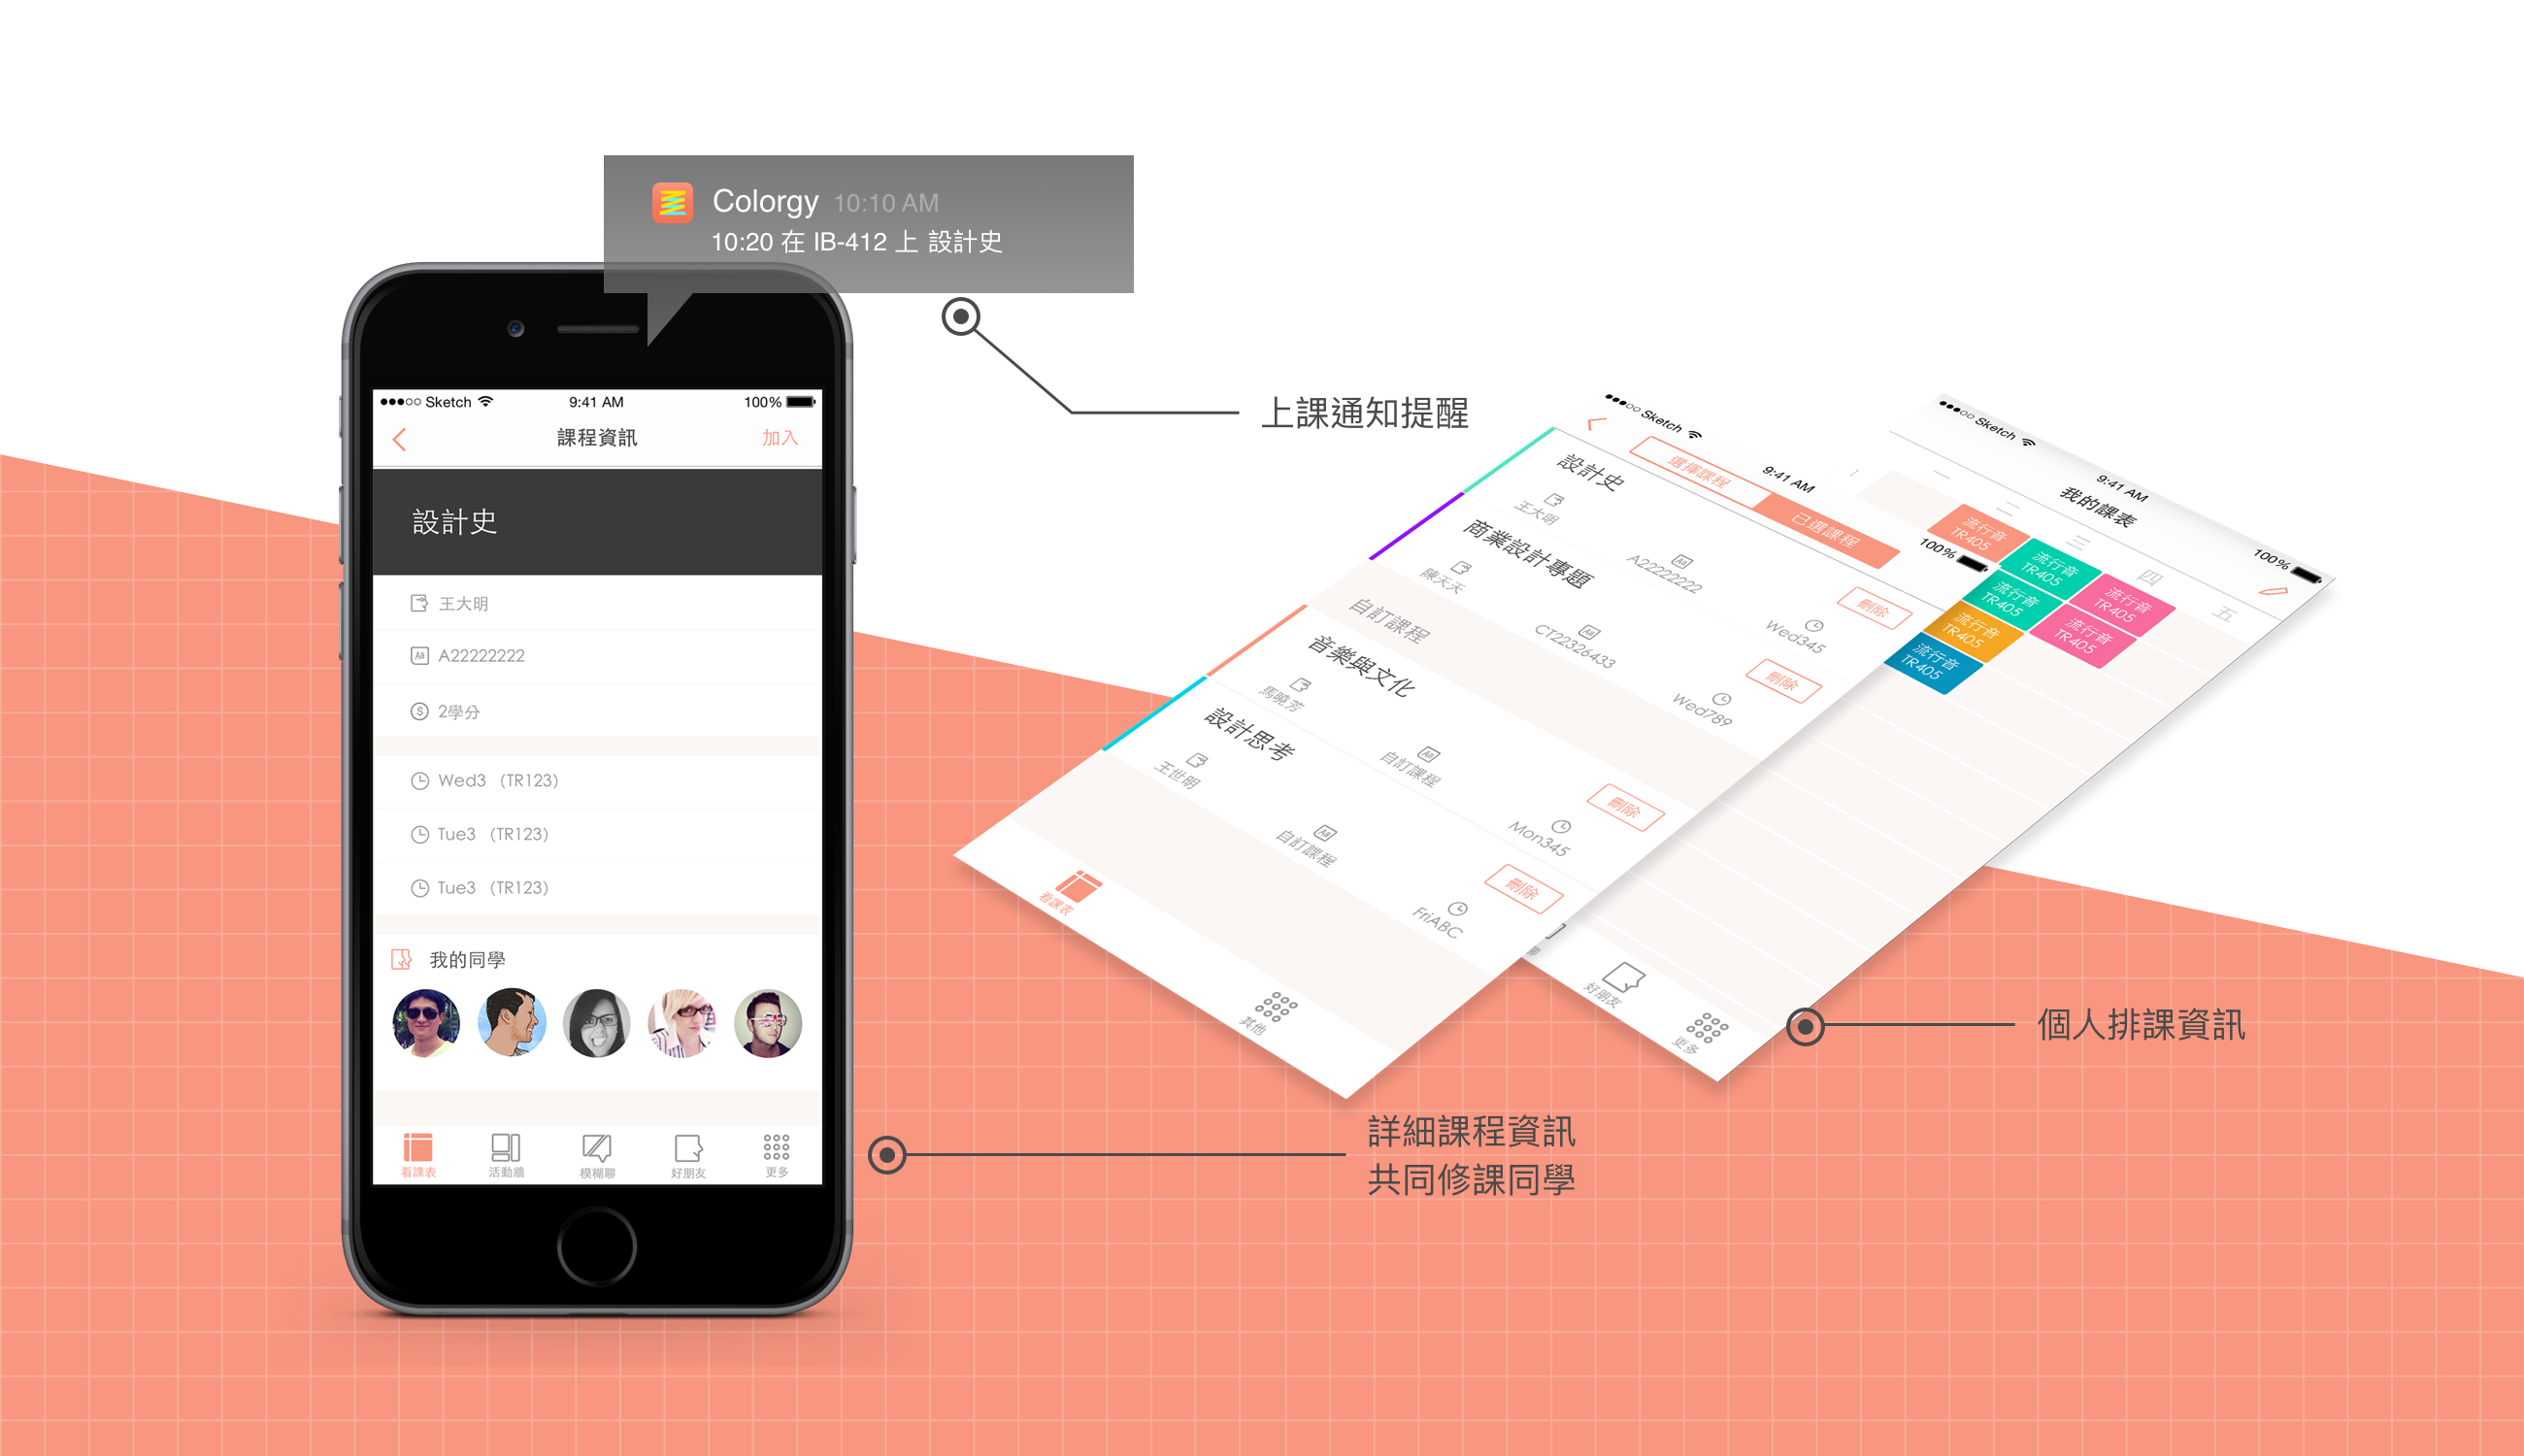 Colorgy 10:10 AM
10:20 在 IB-412 上 設計史
上課通知提醒
Sketch 9:41 AM 100%
課程資訊 加入
設計史
王大明
A22222222
2學分
Wed3 (TR123)
Tue3 (TR123)
Tue3 (TR123)
我的同學
看課表 活動牆 模糊聊 好朋友 更多
Sketch 9:41 AM 100%
選擇課程 已選課程
設計史
王大明 A22222222 Wed345 刪除
商業設計專題
陳天天 CT22326433 Wed789 刪除
自訂課程
音樂與文化
馬曉芳 自訂課程 Mon345 刪除
設計思考
王世明 自訂課程 FriABC 刪除
看課表 其他
Sketch 9:41 AM 100%
我的課表
一 二 三 四 五
流行音
TR405
流行音
TR405
流行音
TR405
流行音
TR405
流行音
TR405
流行音
TR405
流行音
TR405
好朋友 更多
個人排課資訊
詳細課程資訊
共同修課同學